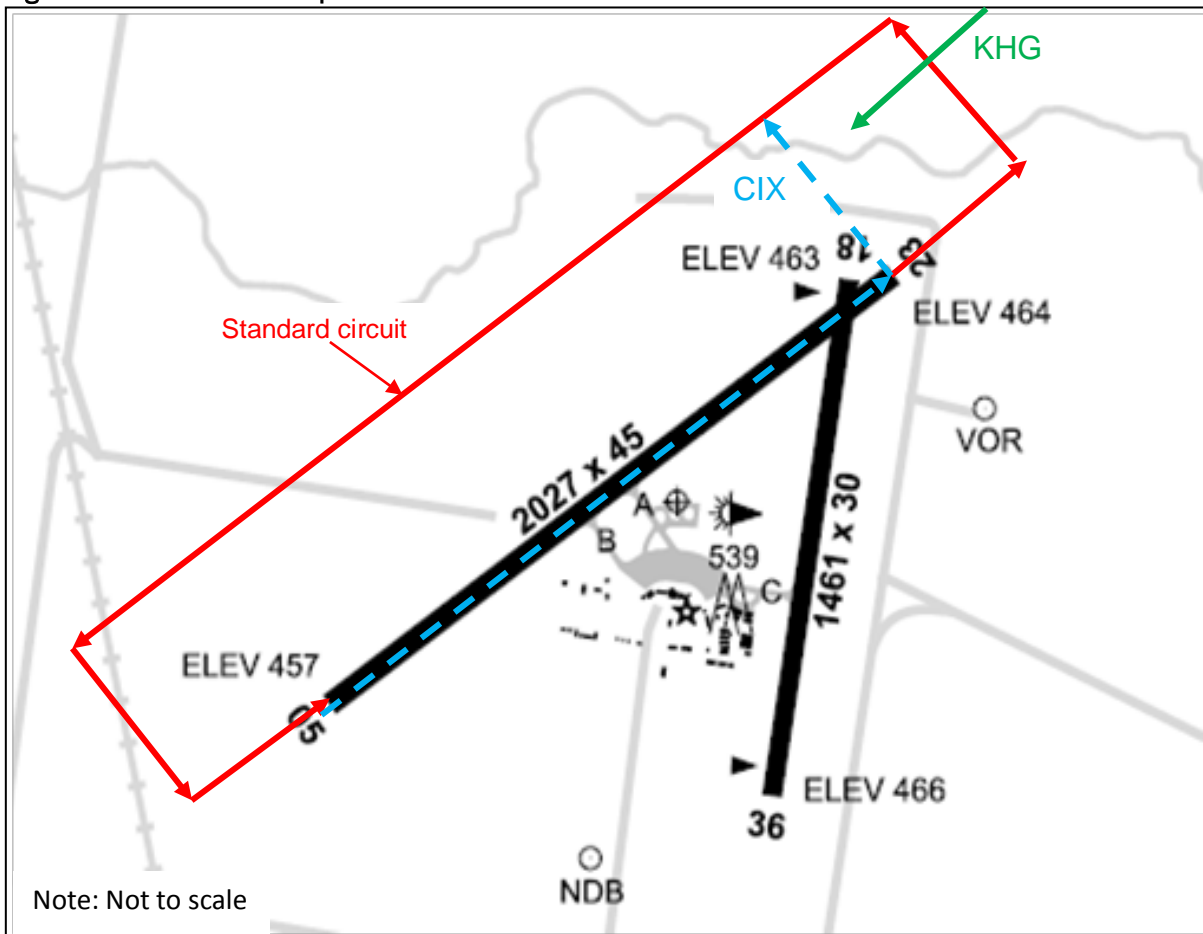 KHG
CIX
ELEV 463
18
23
ELEV 464
Standard circuit
VOR
2027 x 45
A
B
539
C
1461 x 30
ELEV 457
05
ELEV 466
36
NDB
Note: Not to scale